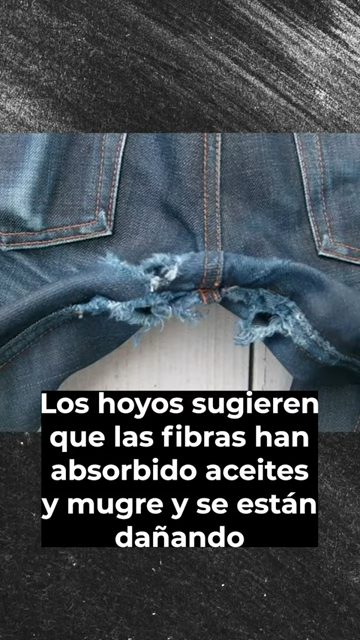 Los hoyos sugieren
que las fibras han
absorbido aceites
y mugre y se están
dañando